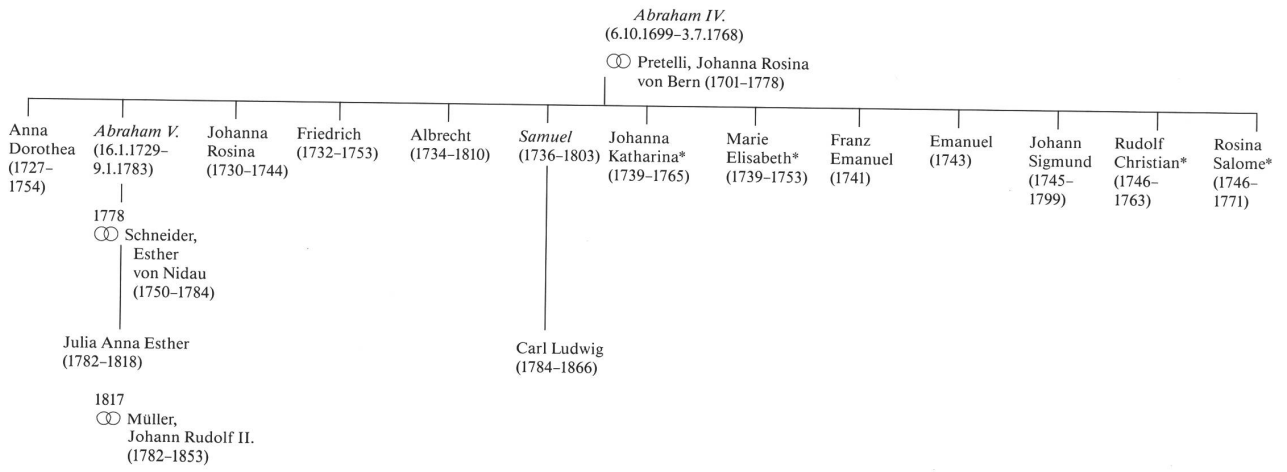 Abraham IV.
(6.10.1699–3.7.1768)
Pretelli, Johanna Rosina
von Bern (1701–1778)
Anna
Dorothea
(1727–
1754)
Abraham V.
(16.1.1729–
9.1.1783)
Johanna
Rosina
(1730–1744)
Friedrich
(1732–1753)
Albrecht
(1734–1810)
Samuel
(1736–1803)
Johanna
Katharina*
(1739–1765)
Marie
Elisabeth*
(1739–1753)
Franz
Emanuel
(1741)
Emanuel
(1743)
Johann
Sigmund
(1745–
1799)
Rudolf
Christian*
(1746–
1763)
Rosina
Salome*
(1746–
1771)
1778
Schneider,
Esther
von Nidau
(1750–1784)
Julia Anna Esther
(1782–1818)
Carl Ludwig
(1784–1866)
1817
Müller,
Johann Rudolf II.
(1782–1853)